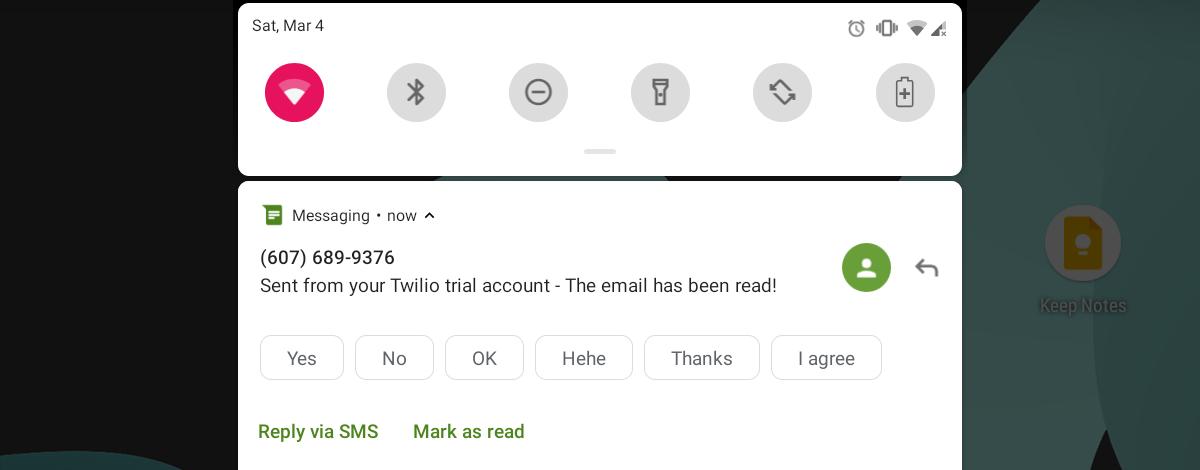 Sat, Mar 4
Messaging • now
(607) 689-9376
Sent from your Twilio trial account - The email has been read!
Keep Notes
Yes No OK Hehe Thanks I agree
Reply via SMS Mark as read